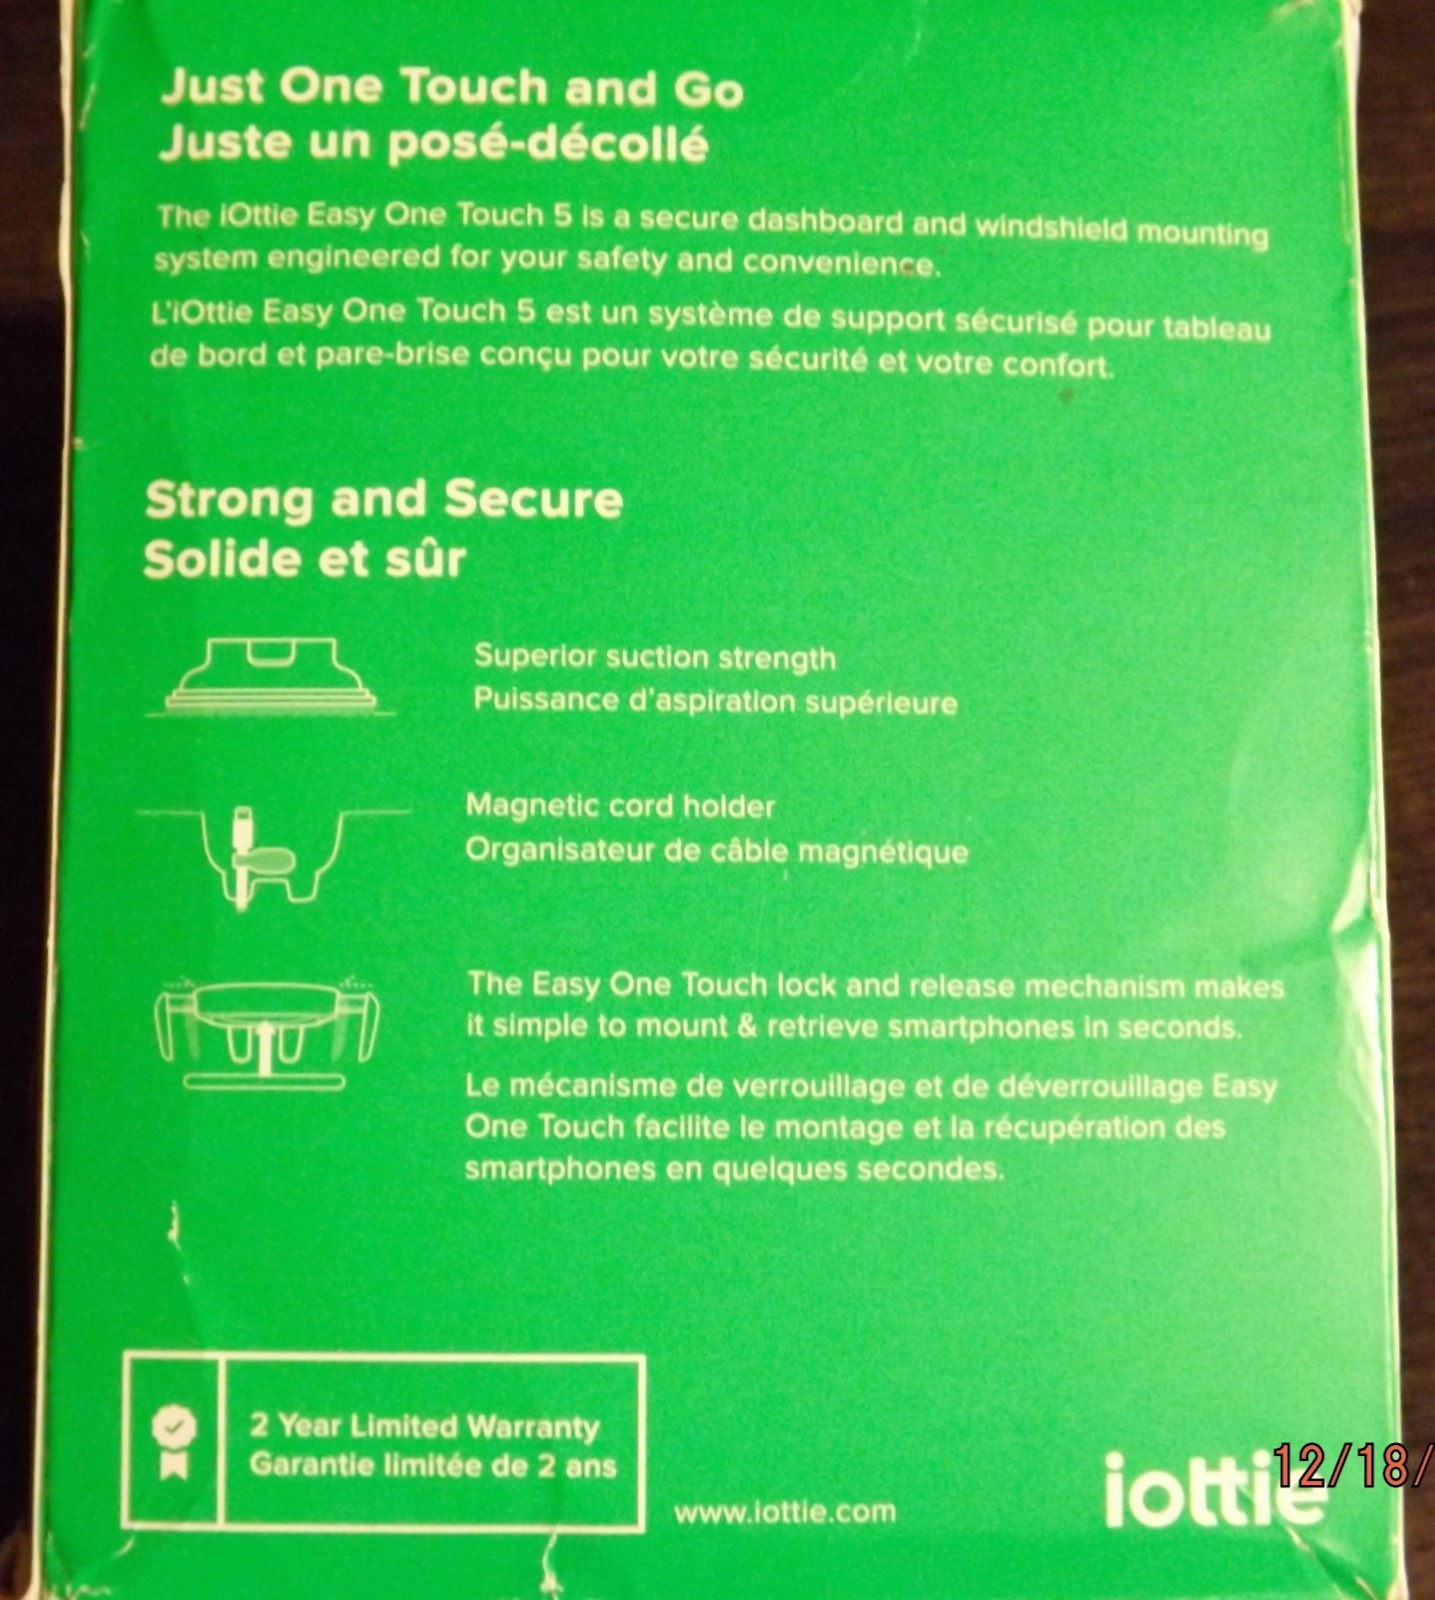 Just One Touch and Go
Juste un posé-décollé
The iOttie Easy One Touch 5 is a secure dashboard and windshield mounting
system engineered for your safety and convenience.
L'iOttie Easy One Touch 5 est un système de support sécurisé pour tableau
de bord et pare-brise conçu pour votre sécurité et votre confort.
Strong and Secure
Solide et sûr
Superior suction strength
Puissance d'aspiration supérieure
Magnetic cord holder
Organisateur de câble magnétique
The Easy One Touch lock and release mechanism makes
it simple to mount & retrieve smartphones in seconds.
Le mécanisme de verrouillage et de déverrouillage Easy
One Touch facilite le montage et la récupération des
smartphones en quelques secondes.
2 Year Limited Warranty
Garantie limitée de 2 ans
www.iottie.com
iottie
12/18/